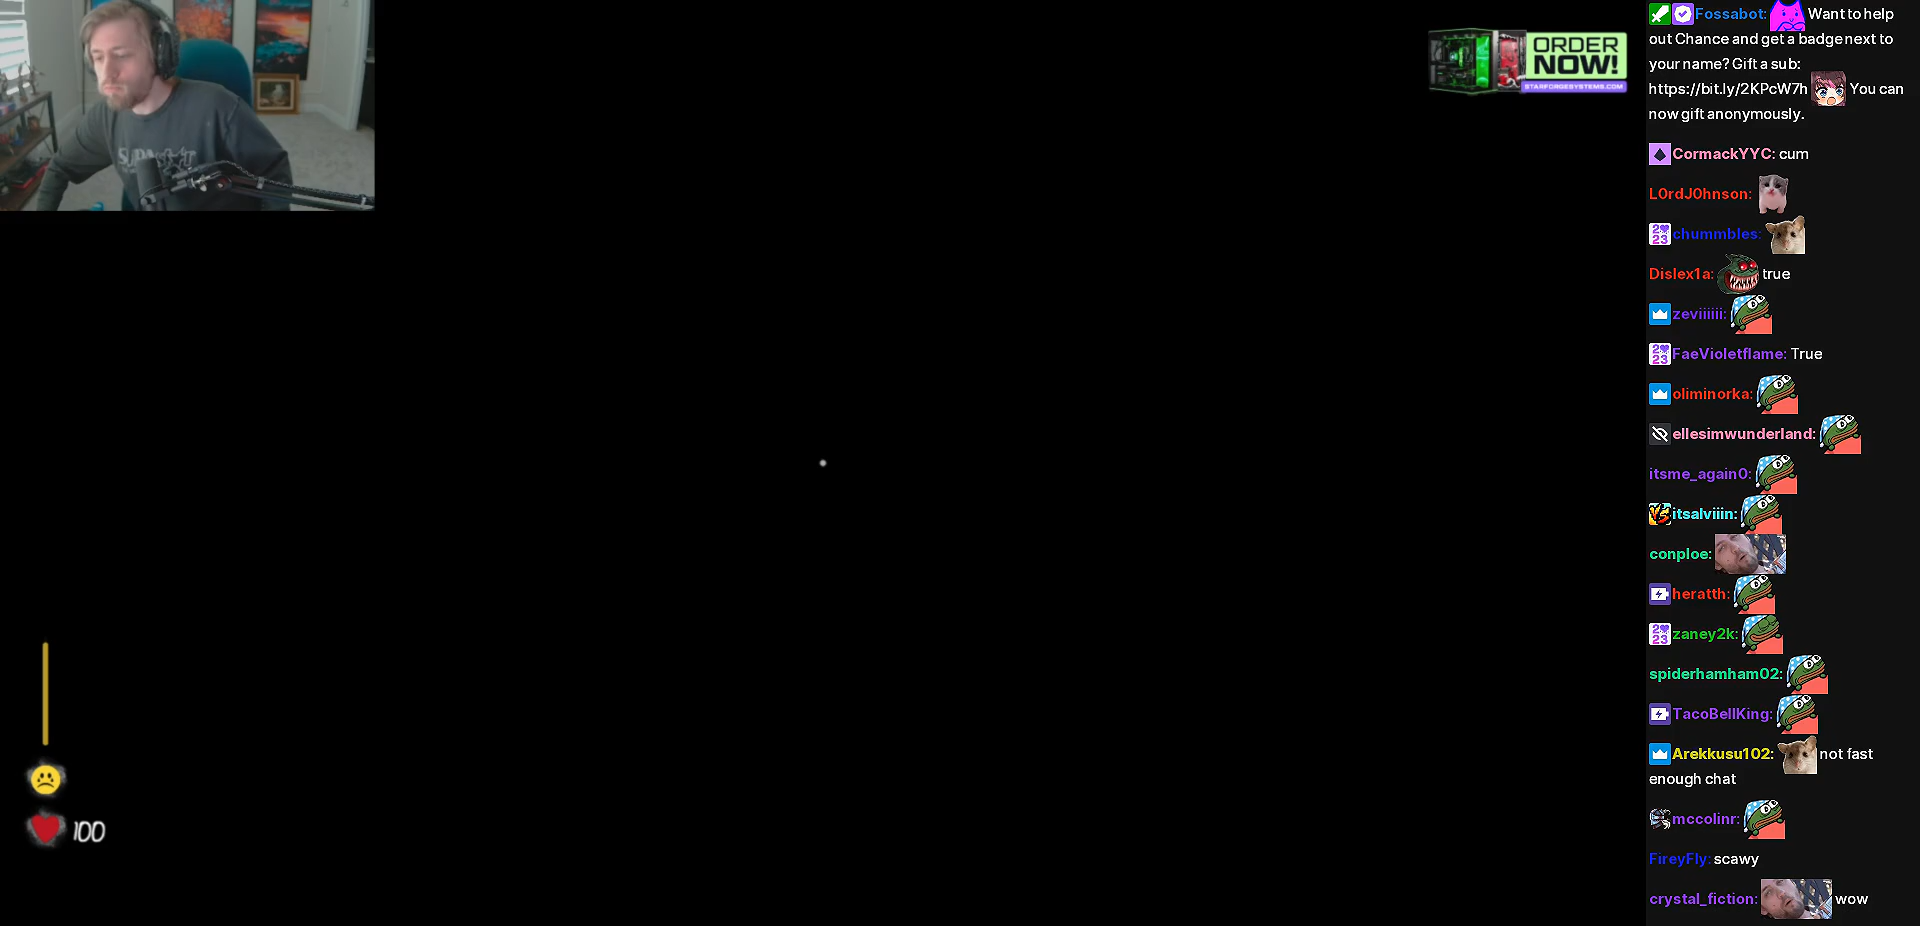 ORDER
NOW!
STARFORGESYSTEMS.COM
100
Fossabot: Want to help
out Chance and get a badge next to
your name? Gift a sub:
https://bit.ly/2KPcW7h You can
now gift anonymously.
CormackYYC: cum
L0rdJ0hnson:
chummbles:
Dislex1a: true
zeviiiiii:
FaeVioletflame: True
oliminorka:
ellesimwunderland:
itsme_again0:
itsalviiin:
conploe:
heratth:
zaney2k:
spiderhamham02:
TacoBellKing:
Arekkusu102: not fast
enough chat
mccolinr:
FireyFly: scawy
crystal_fiction: wow